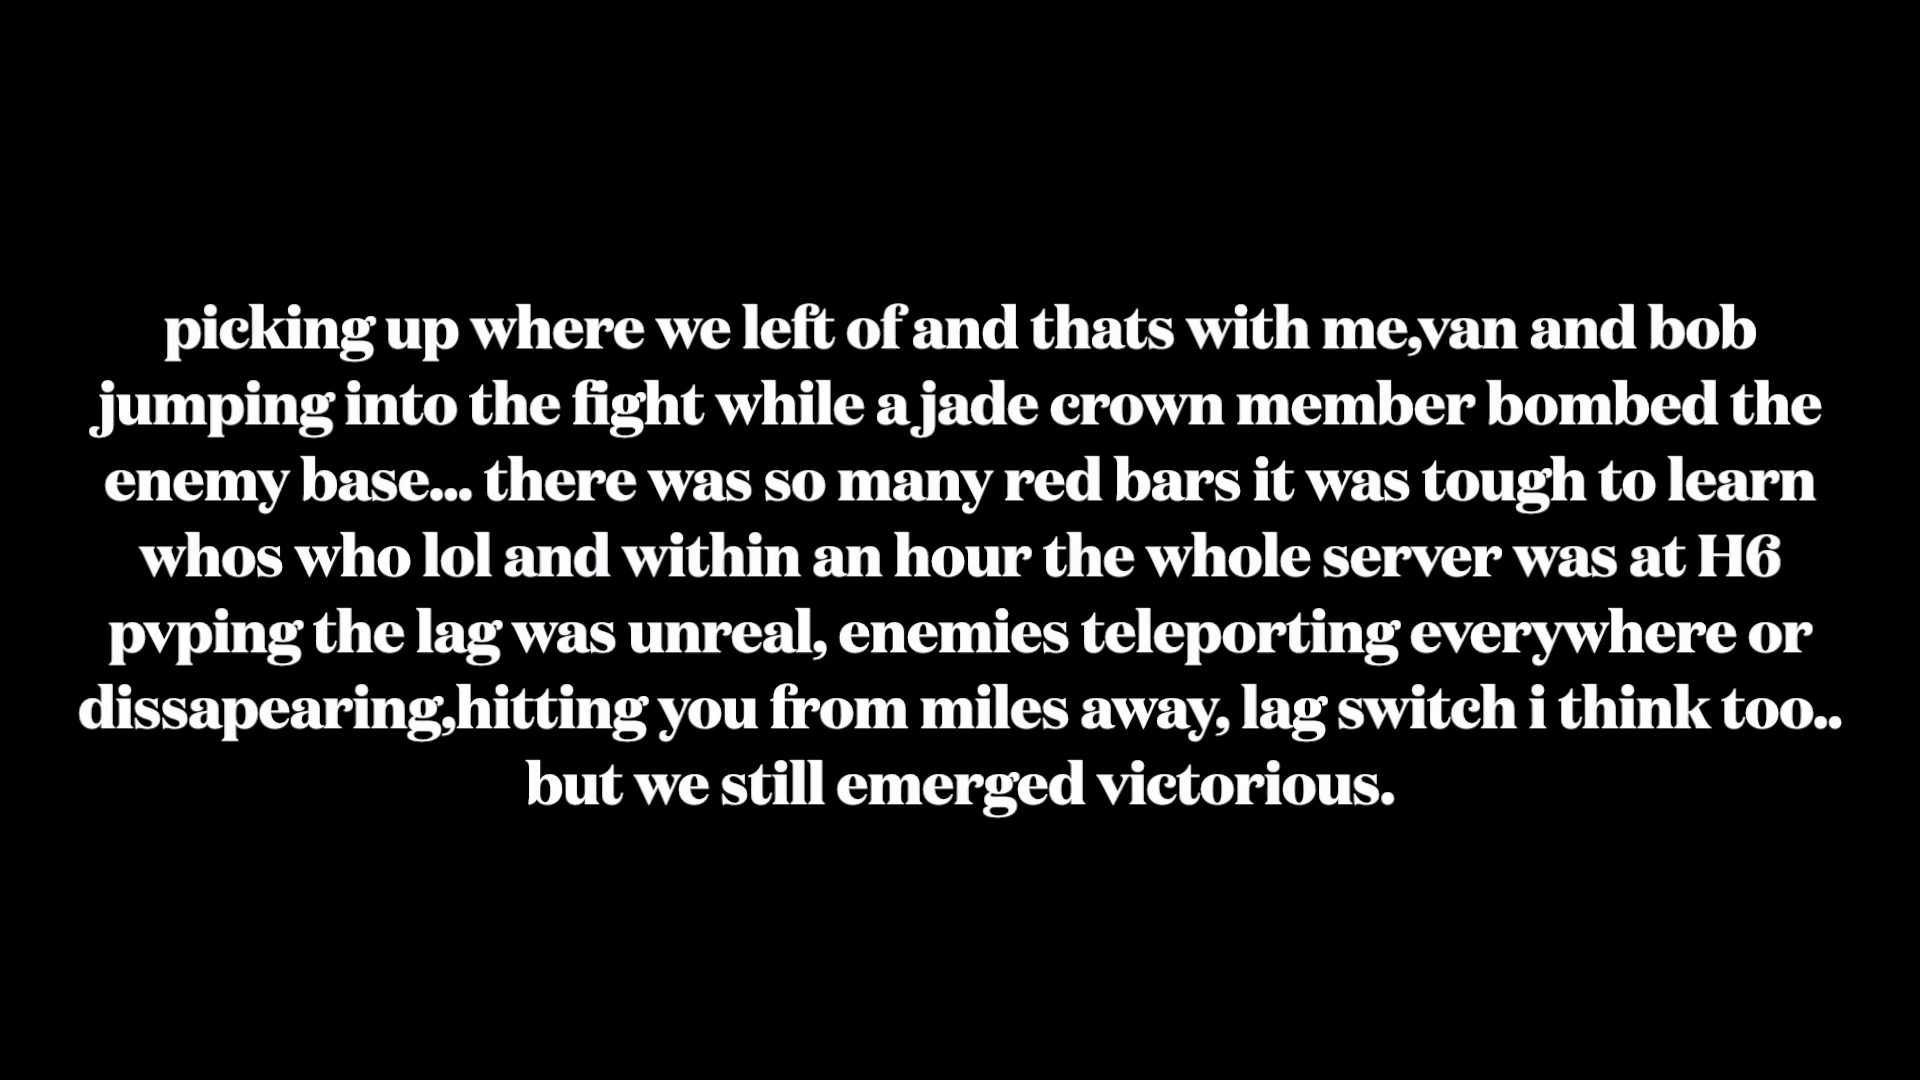 picking up where we left of and thats with me,van and bob
jumping into the fight while a jade crown member bombed the
enemy base... there was so many red bars it was tough to learn
whos who lol and within an hour the whole server was at H6
pvping the lag was unreal, enemies teleporting everywhere or
dissapearing,hitting you from miles away, lag switch i think too..
but we still emerged victorious.